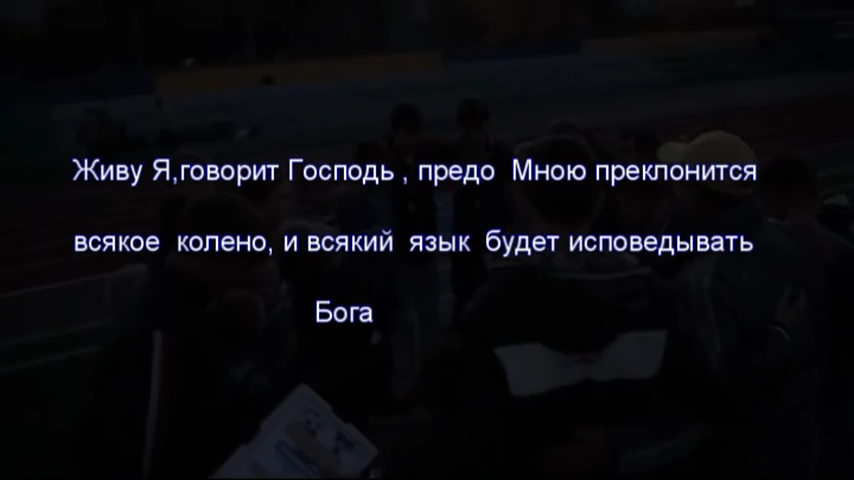 Живу Я,говорит Господь , предо Мною преклонится
всякое колено, и всякий язык будет исповедывать
Бога